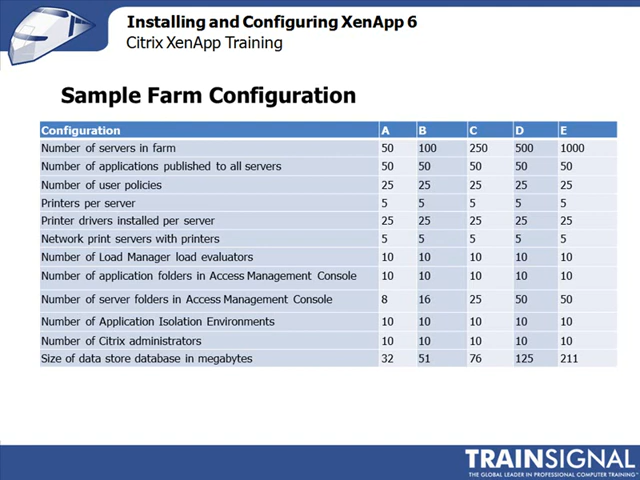 Installing and Configuring XenApp 6
Citrix XenApp Training
Sample Farm Configuration
Configuration A B C D E
Number of servers in farm 50 100 250 500 1000
Number of applications published to all servers 50 50 50 50 50
Number of user policies 25 25 25 25 25
Printers per server 5 5 5 5 5
Printer drivers installed per server 25 25 25 25 25
Network print servers with printers 5 5 5 5 5
Number of Load Manager load evaluators 10 10 10 10 10
Number of application folders in Access Management Console 10 10 10 10 10
Number of server folders in Access Management Console 8 16 25 50 50
Number of Application Isolation Environments 10 10 10 10 10
Number of Citrix administrators 10 10 10 10 10
Size of data store database in megabytes 32 51 76 125 211
TRAINSIGNAL
THE GLOBAL LEADER IN PROFESSIONAL COMPUTER TRAINING